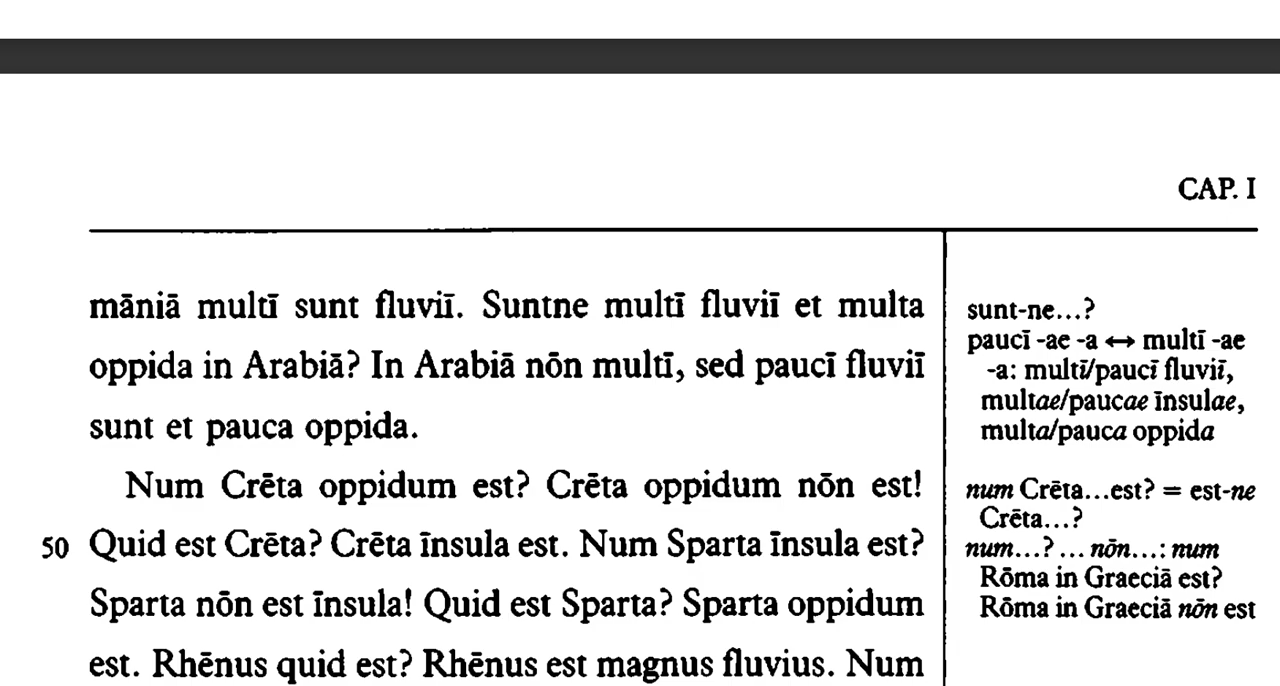 CAP. I
māniā multī sunt fluviī. Suntne multī fluviī et multa
oppida in Arabiā? In Arabiā nōn multī, sed paucī fluviī
sunt et pauca oppida.
Num Crēta oppidum est? Crēta oppidum nōn est!
50 Quid est Crēta? Crēta īnsula est. Num Sparta īnsula est?
Sparta nōn est īnsula! Quid est Sparta? Sparta oppidum
est. Rhēnus quid est? Rhēnus est magnus fluvius. Num
sunt-ne...?
paucī -ae -a ↔ multī -ae
-a: multī/paucī fluviī,
multae/paucae īnsulae,
multa/pauca oppida
num Crēta...est? = est-ne
Crēta...?
num...? ... nōn...: num
Rōma in Graeciā est?
Rōma in Graeciā nōn est